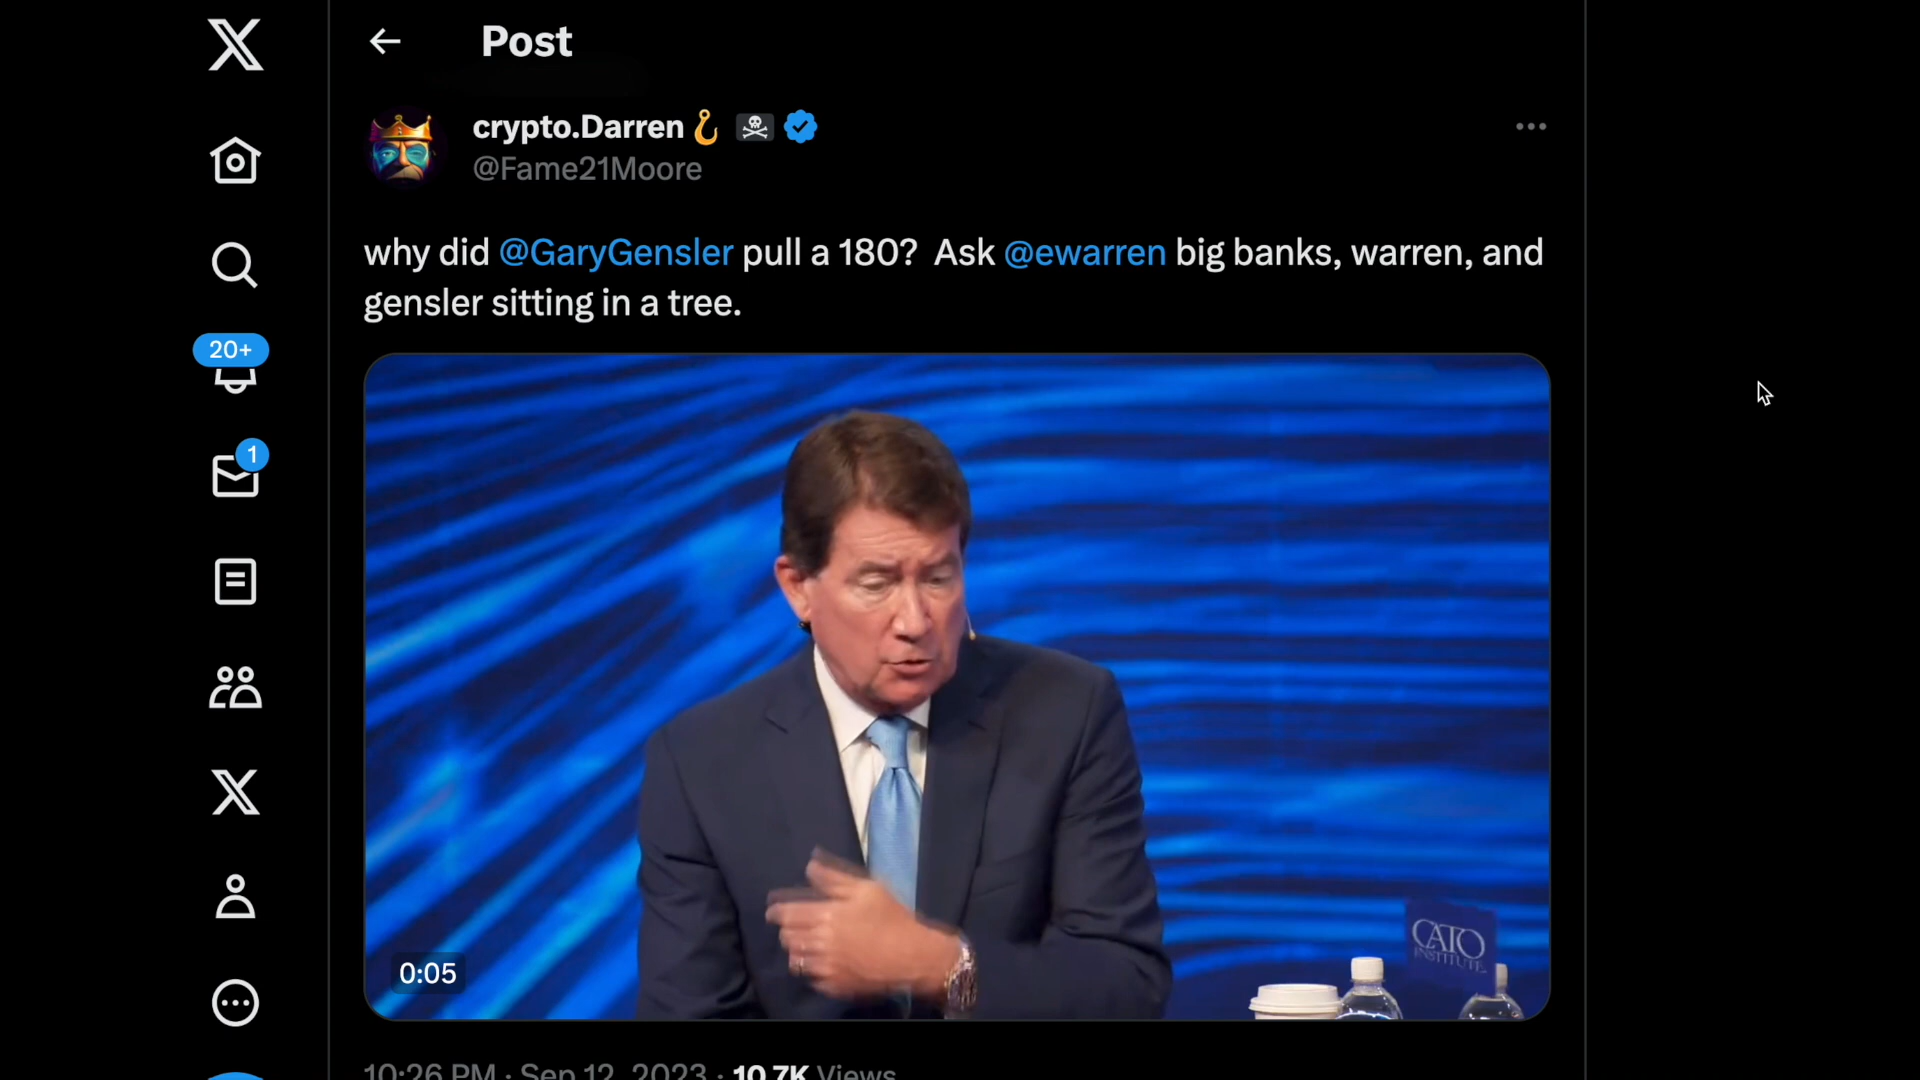 Post
crypto.Darren
@Fame21Moore
why did @GaryGensler pull a 180?  Ask @ewarren big banks, warren, and
gensler sitting in a tree.
20+
1
CATO
INSTITUTE
0:05
10:26 PM · Sep 12, 2023 · 10.7K Views